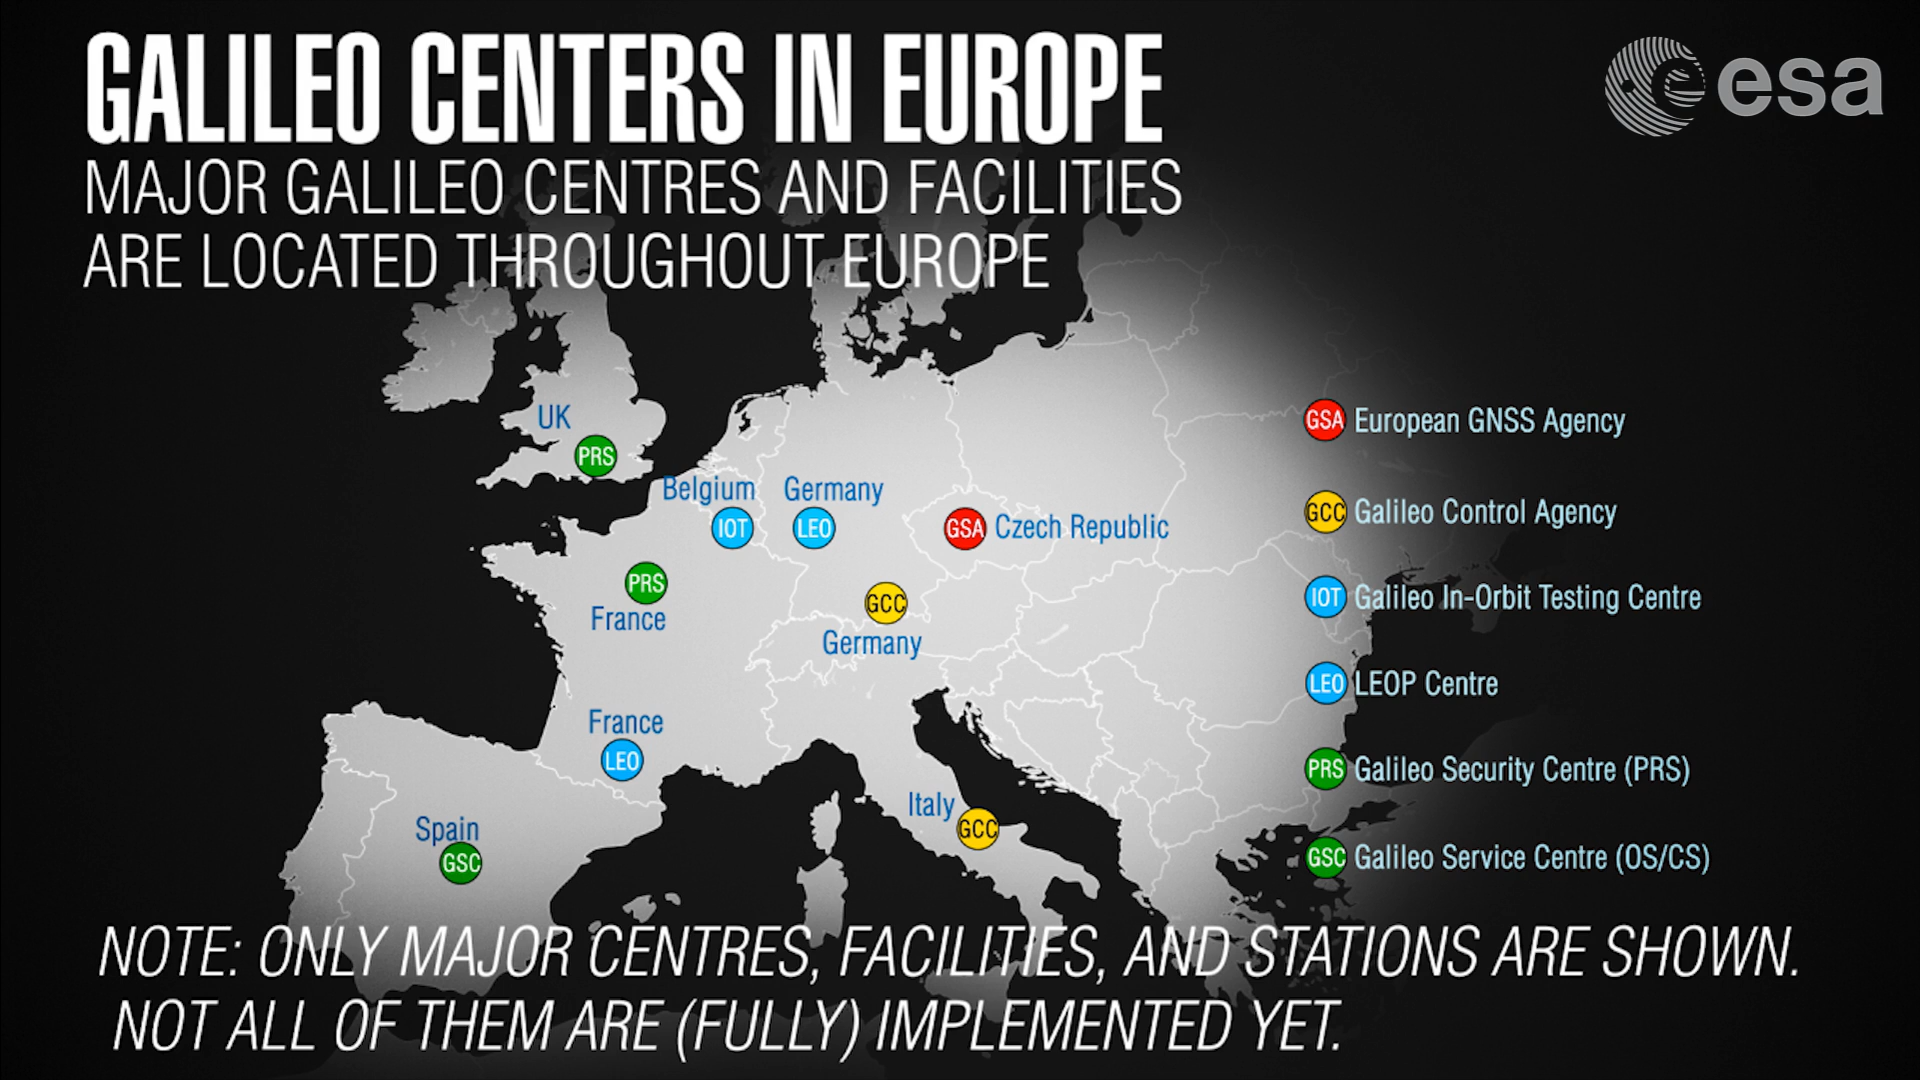 GALILEO CENTERS IN EUROPE
esa
MAJOR GALILEO CENTRES AND FACILITIES
ARE LOCATED THROUGHOUT EUROPE
UK
PRS
Belgium
IOT
Germany
LEO
GSA Czech Republic
PRS
France
GCC
Germany
France
LEO
Italy
GCC
Spain
GSC
GSA European GNSS Agency
GCC Galileo Control Agency
IOT Galileo In-Orbit Testing Centre
LEO LEOP Centre
PRS Galileo Security Centre (PRS)
GSC Galileo Service Centre (OS/CS)
NOTE: ONLY MAJOR CENTRES, FACILITIES, AND STATIONS ARE SHOWN.
NOT ALL OF THEM ARE (FULLY) IMPLEMENTED YET.